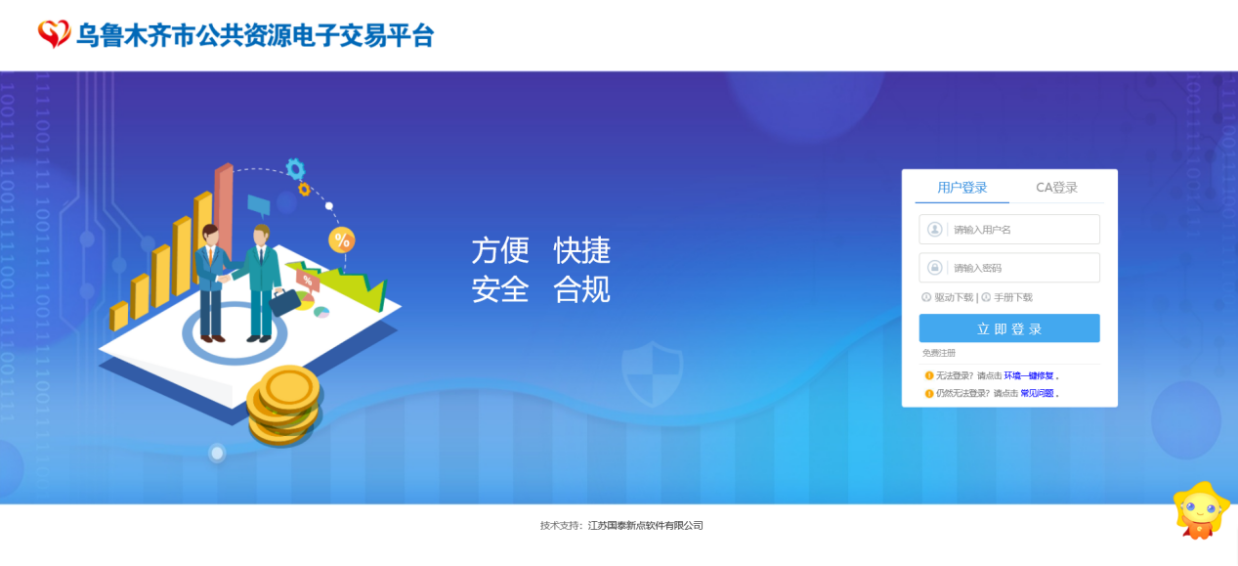 乌鲁木齐市公共资源电子交易平台
方便 快捷
安全 合规
用户登录 CA登录
请输入用户名
请输入密码
驱动下载 | 手册下载
立即登录
免费注册
无法登录？请点击 环境一键修复 。
仍然无法登录？请点击 常见问题 。
%
%
技术支持：江苏国泰新点软件有限公司